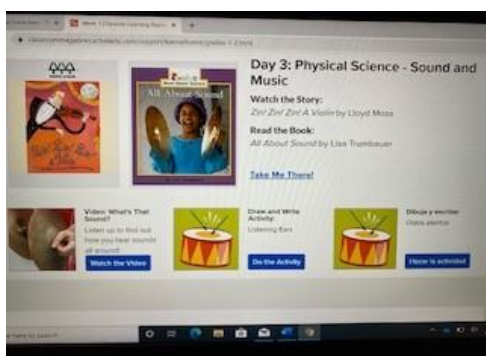 Day 3: Physical Science - Sound and
Music
Watch the Story:
Zin! Zin! Zin! A Violin by Lloyd Moss
Read the Book:
All About Sound by Lisa Trumbauer
Take Me There!
All About Sound
Video: What's That
Sound?
Listen up to find out
how you hear sounds
all around!
Watch the Video
Draw and Write
Activity:
Listening Ears
Do the Activity
Dibuja y escribe:
Hacer la actividad